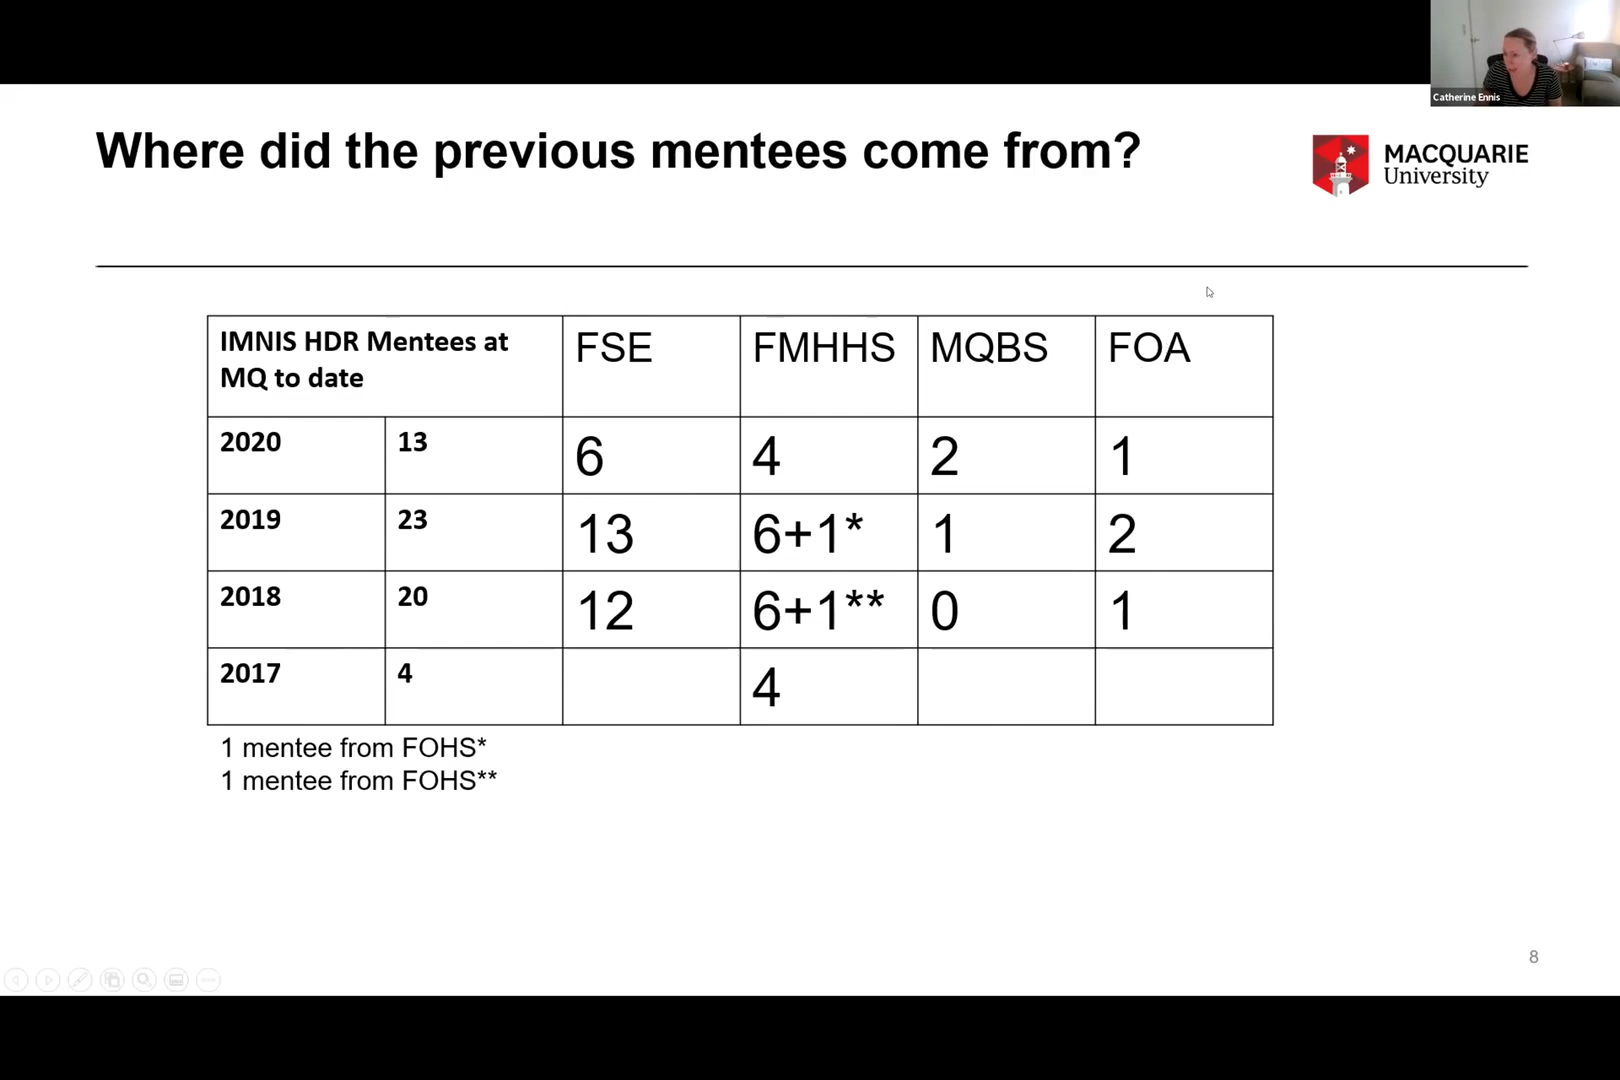 Catherine Ennis
Where did the previous mentees come from?
MACQUARIE
University
IMNIS HDR Mentees at
MQ to date
FSE
FMHHS
MQBS
FOA
2020
13
6
4
2
1
2019
23
13
6+1*
1
2
2018
20
12
6+1**
0
1
2017
4
4
1 mentee from FOHS*
1 mentee from FOHS**
8